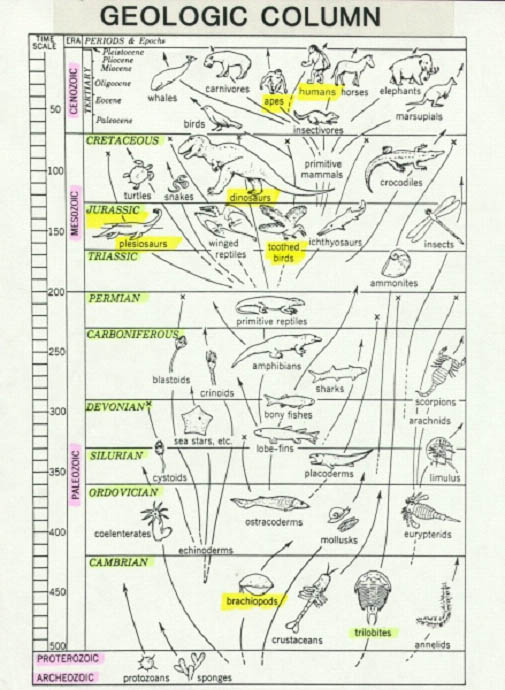 GEOLOGIC COLUMN
TIME SCALE
ERA
PERIODS & Epochs
CENOZOIC
TERTIARY
Pleistocene
Pliocene
Miocene
Oligocene
Eocene
Paleocene
whales
carnivores
apes
humans
horses
elephants
50
birds
insectivores
marsupials
CRETACEOUS
100
MESOZOIC
turtles
snakes
dinosaurs
primitive mammals
crocodiles
JURASSIC
150
plesiosaurs
winged reptiles
toothed birds
ichthyosaurs
insects
TRIASSIC
ammonites
200
PERMIAN
primitive reptiles
CARBONIFEROUS
250
blastoids
crinoids
amphibians
sharks
scorpions
300
DEVONIAN
bony fishes
arachnids
sea stars, etc.
lobe-fins
PALEOZOIC
SILURIAN
350
cystoids
placoderms
limulus
ORDOVICIAN
400
coelenterates
ostracoderms
mollusks
eurypterids
echinoderms
CAMBRIAN
450
brachiopods
crustaceans
trilobites
annelids
500
PROTEROZOIC
ARCHEOZOIC
protozoans
sponges